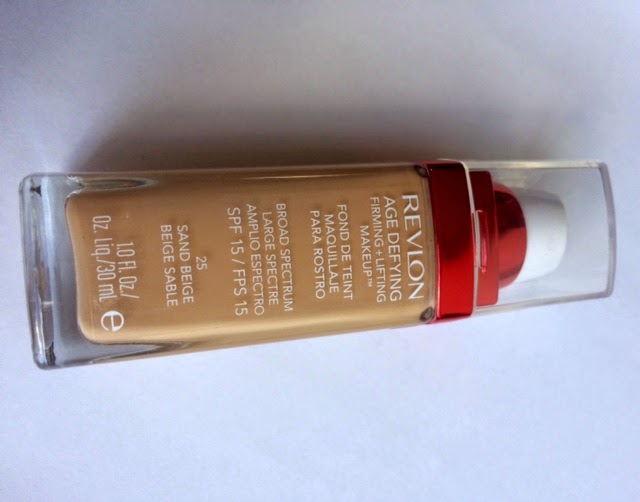 REVLON
AGE DEFYING
FIRMING+LIFTING
MAKEUP™
FOND DE TEINT
MAQUILLAJE
PARA ROSTRO
BROAD SPECTRUM
LARGE SPECTRE
AMPLIO ESPECTRO
SPF 15 / FPS 15
25
SAND BEIGE
BEIGE SABLE
1.0 Fl. Oz./
Oz. Liq/30 mL e